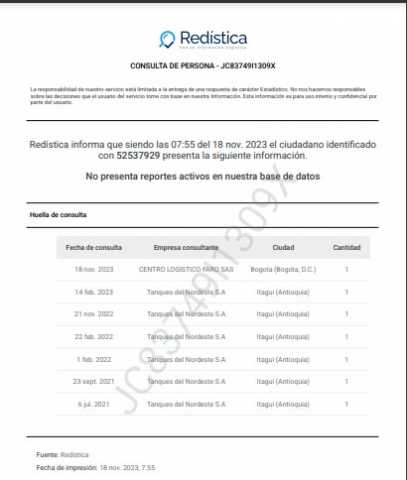 Redística
CONSULTA DE PERSONA - JC83749I1309X
La responsabilidad de nuestro servicio está limitada a la entrega de una respuesta de carácter Estadístico. No nos hacemos responsables
sobre las decisiones que el usuario del servicio tome con base en nuestra información. Esta información es para uso interno y confidencial por
parte del usuario.
Redística informa que siendo las 07:55 del 18 nov. 2023 el ciudadano identificado
con 52537929 presenta la siguiente información.
No presenta reportes activos en nuestra base de datos
Huella de consulta
Fecha de consulta Empresa consultante Ciudad Cantidad
18 nov. 2023 CENTRO LOGISTICO FARO SAS Bogota (Bogota, D.C.) 1
14 feb. 2023 Tanques del Nordeste S.A Itagui (Antioquia) 1
21 nov. 2022 Tanques del Nordeste S.A Itagui (Antioquia) 1
22 feb. 2022 Tanques del Nordeste S.A Itagui (Antioquia) 1
1 feb. 2022 Tanques del Nordeste S.A Itagui (Antioquia) 1
23 sept. 2021 Tanques del Nordeste S.A Itagui (Antioquia) 1
6 jul. 2021 Tanques del Nordeste S.A Itagui (Antioquia) 1
JC83749I1309X
Fuente: Redística
Fecha de impresión: 18 nov. 2023, 7:55